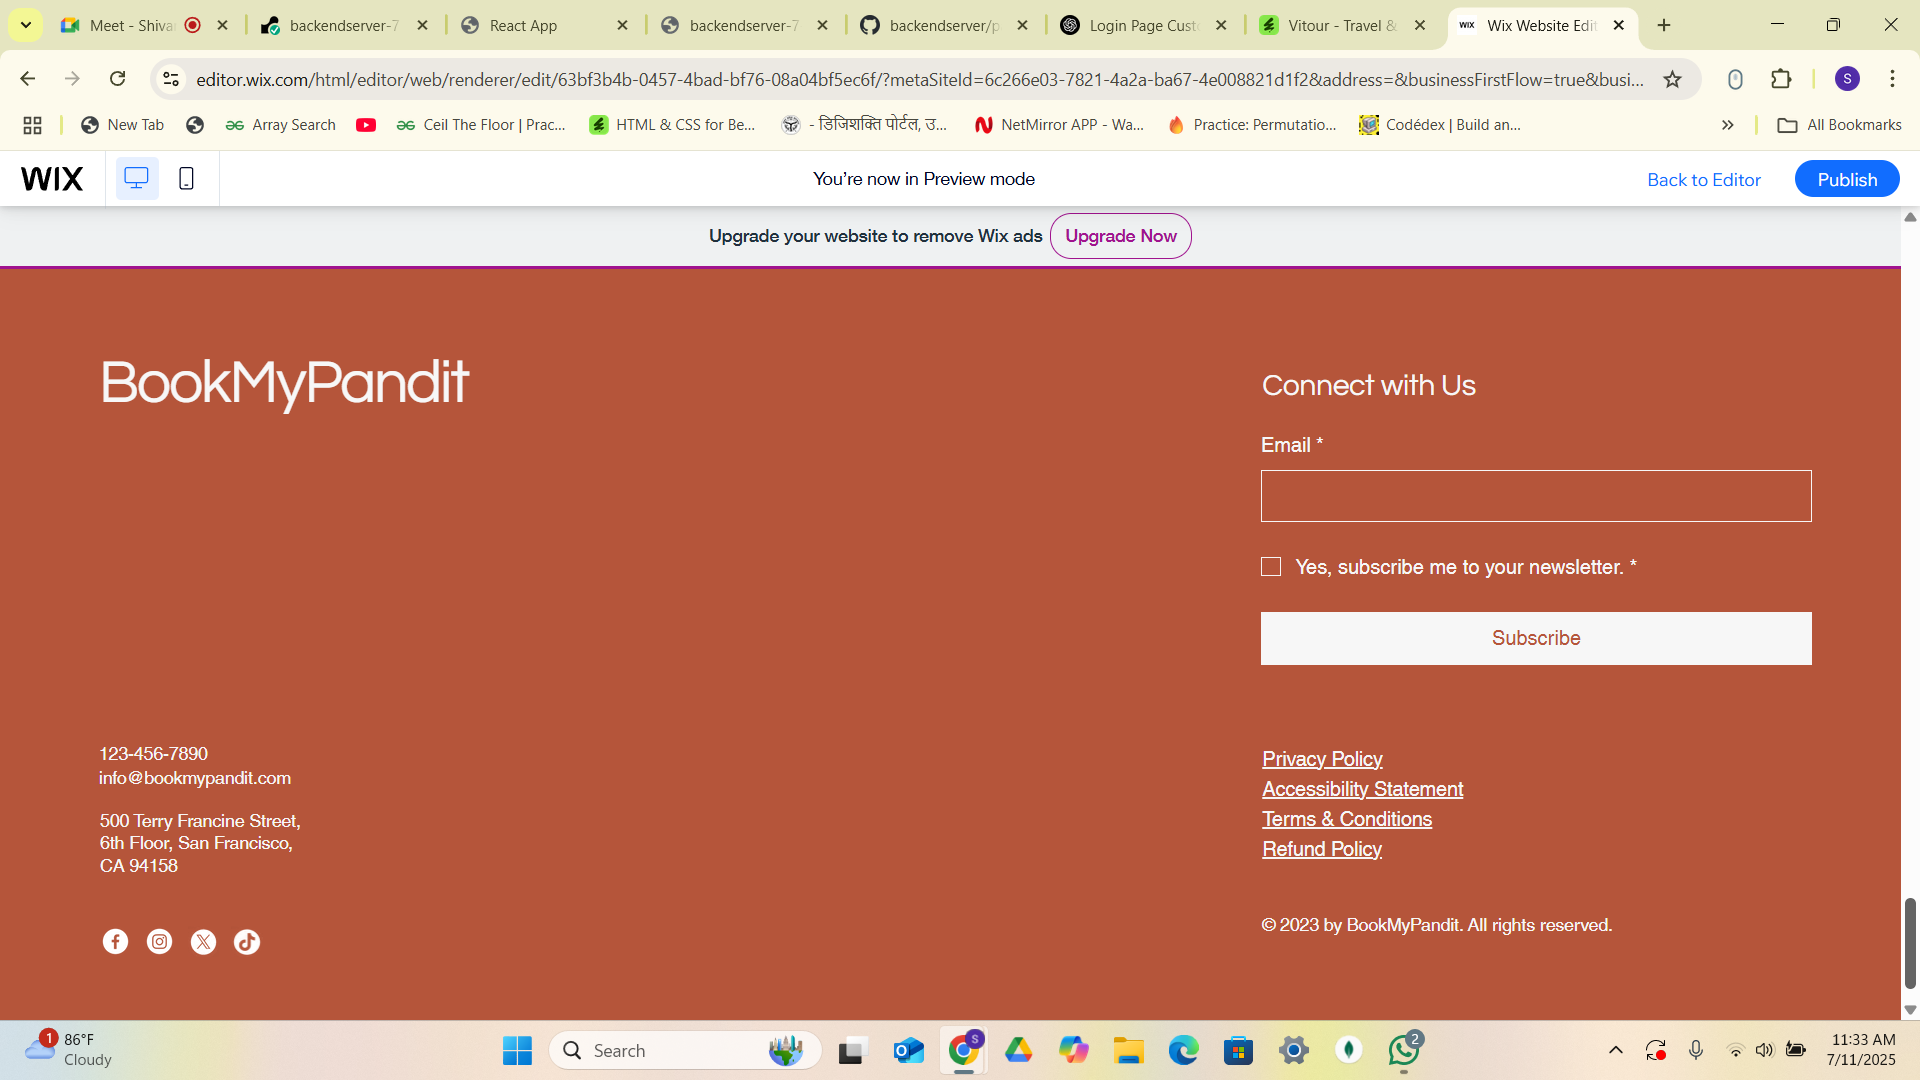 Meet - Shiva
backendserver-7
React App
backendserver-7
backendserver/p
Login Page Cust
Vitour - Travel &
WIX Wix Website Edit
editor.wix.com/html/editor/web/renderer/edit/63bf3b4b-0457-4bad-bf76-08a04bf5ec6f/?metaSiteId=6c266e03-7821-4a2a-ba67-4e008821d1f2&address=&businessFirstFlow=true&busi...
S
New Tab
Array Search
Ceil The Floor | Prac...
HTML & CSS for Be...
- डिजिशक्ति पोर्टल, उ...
NetMirror APP - Wa...
Practice: Permutatio...
Codédex | Build an...
All Bookmarks
WIX
You're now in Preview mode
Back to Editor
Publish
Upgrade your website to remove Wix ads
Upgrade Now
BookMyPandit
Connect with Us
Email *
Yes, subscribe me to your newsletter. *
Subscribe
123-456-7890
info@bookmypandit.com
500 Terry Francine Street,
6th Floor, San Francisco,
CA 94158
Privacy Policy
Accessibility Statement
Terms & Conditions
Refund Policy
© 2023 by BookMyPandit. All rights reserved.
1
86°F
Cloudy
Search
S
2
11:33 AM
7/11/2025